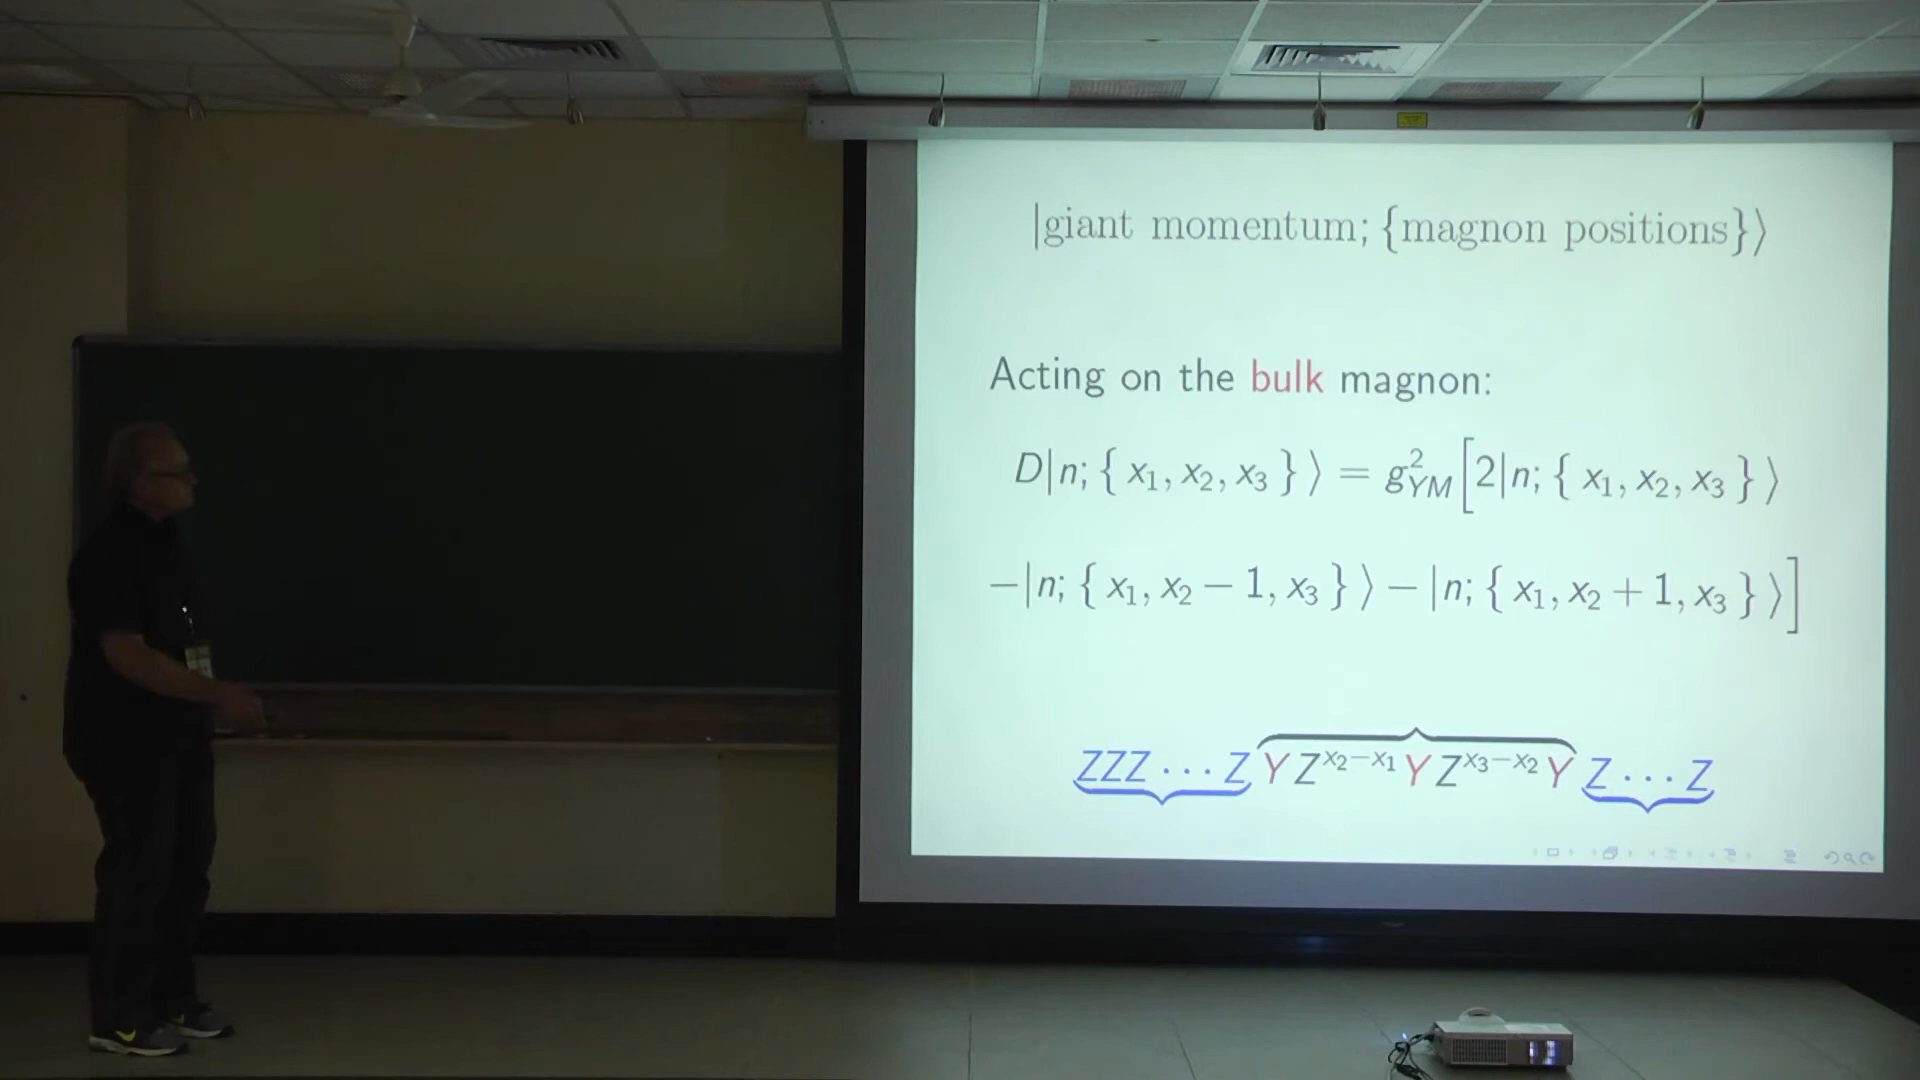 |giant momentum; {magnon positions}⟩
Acting on the bulk magnon:
D|n; { x₁, x₂, x₃ } ⟩ = g²_YM [2|n; { x₁, x₂, x₃ } ⟩
−|n; { x₁, x₂ − 1, x₃ } ⟩ − |n; { x₁, x₂ + 1, x₃ } ⟩]
ZZZ · · · Z Y Z^{x₂−x₁} Y Z^{x₃−x₂} Y Z · · · Z